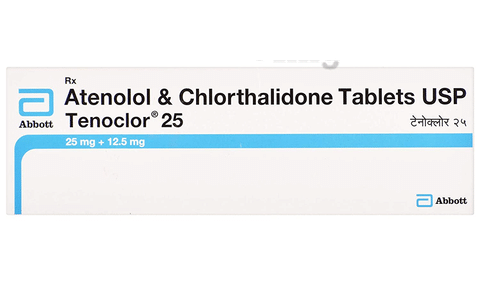 Rx
Atenolol & Chlorthalidone Tablets USP
Abbott
Tenoclor® 25
टेनोक्लोर २५
25 mg + 12.5 mg
Abbott